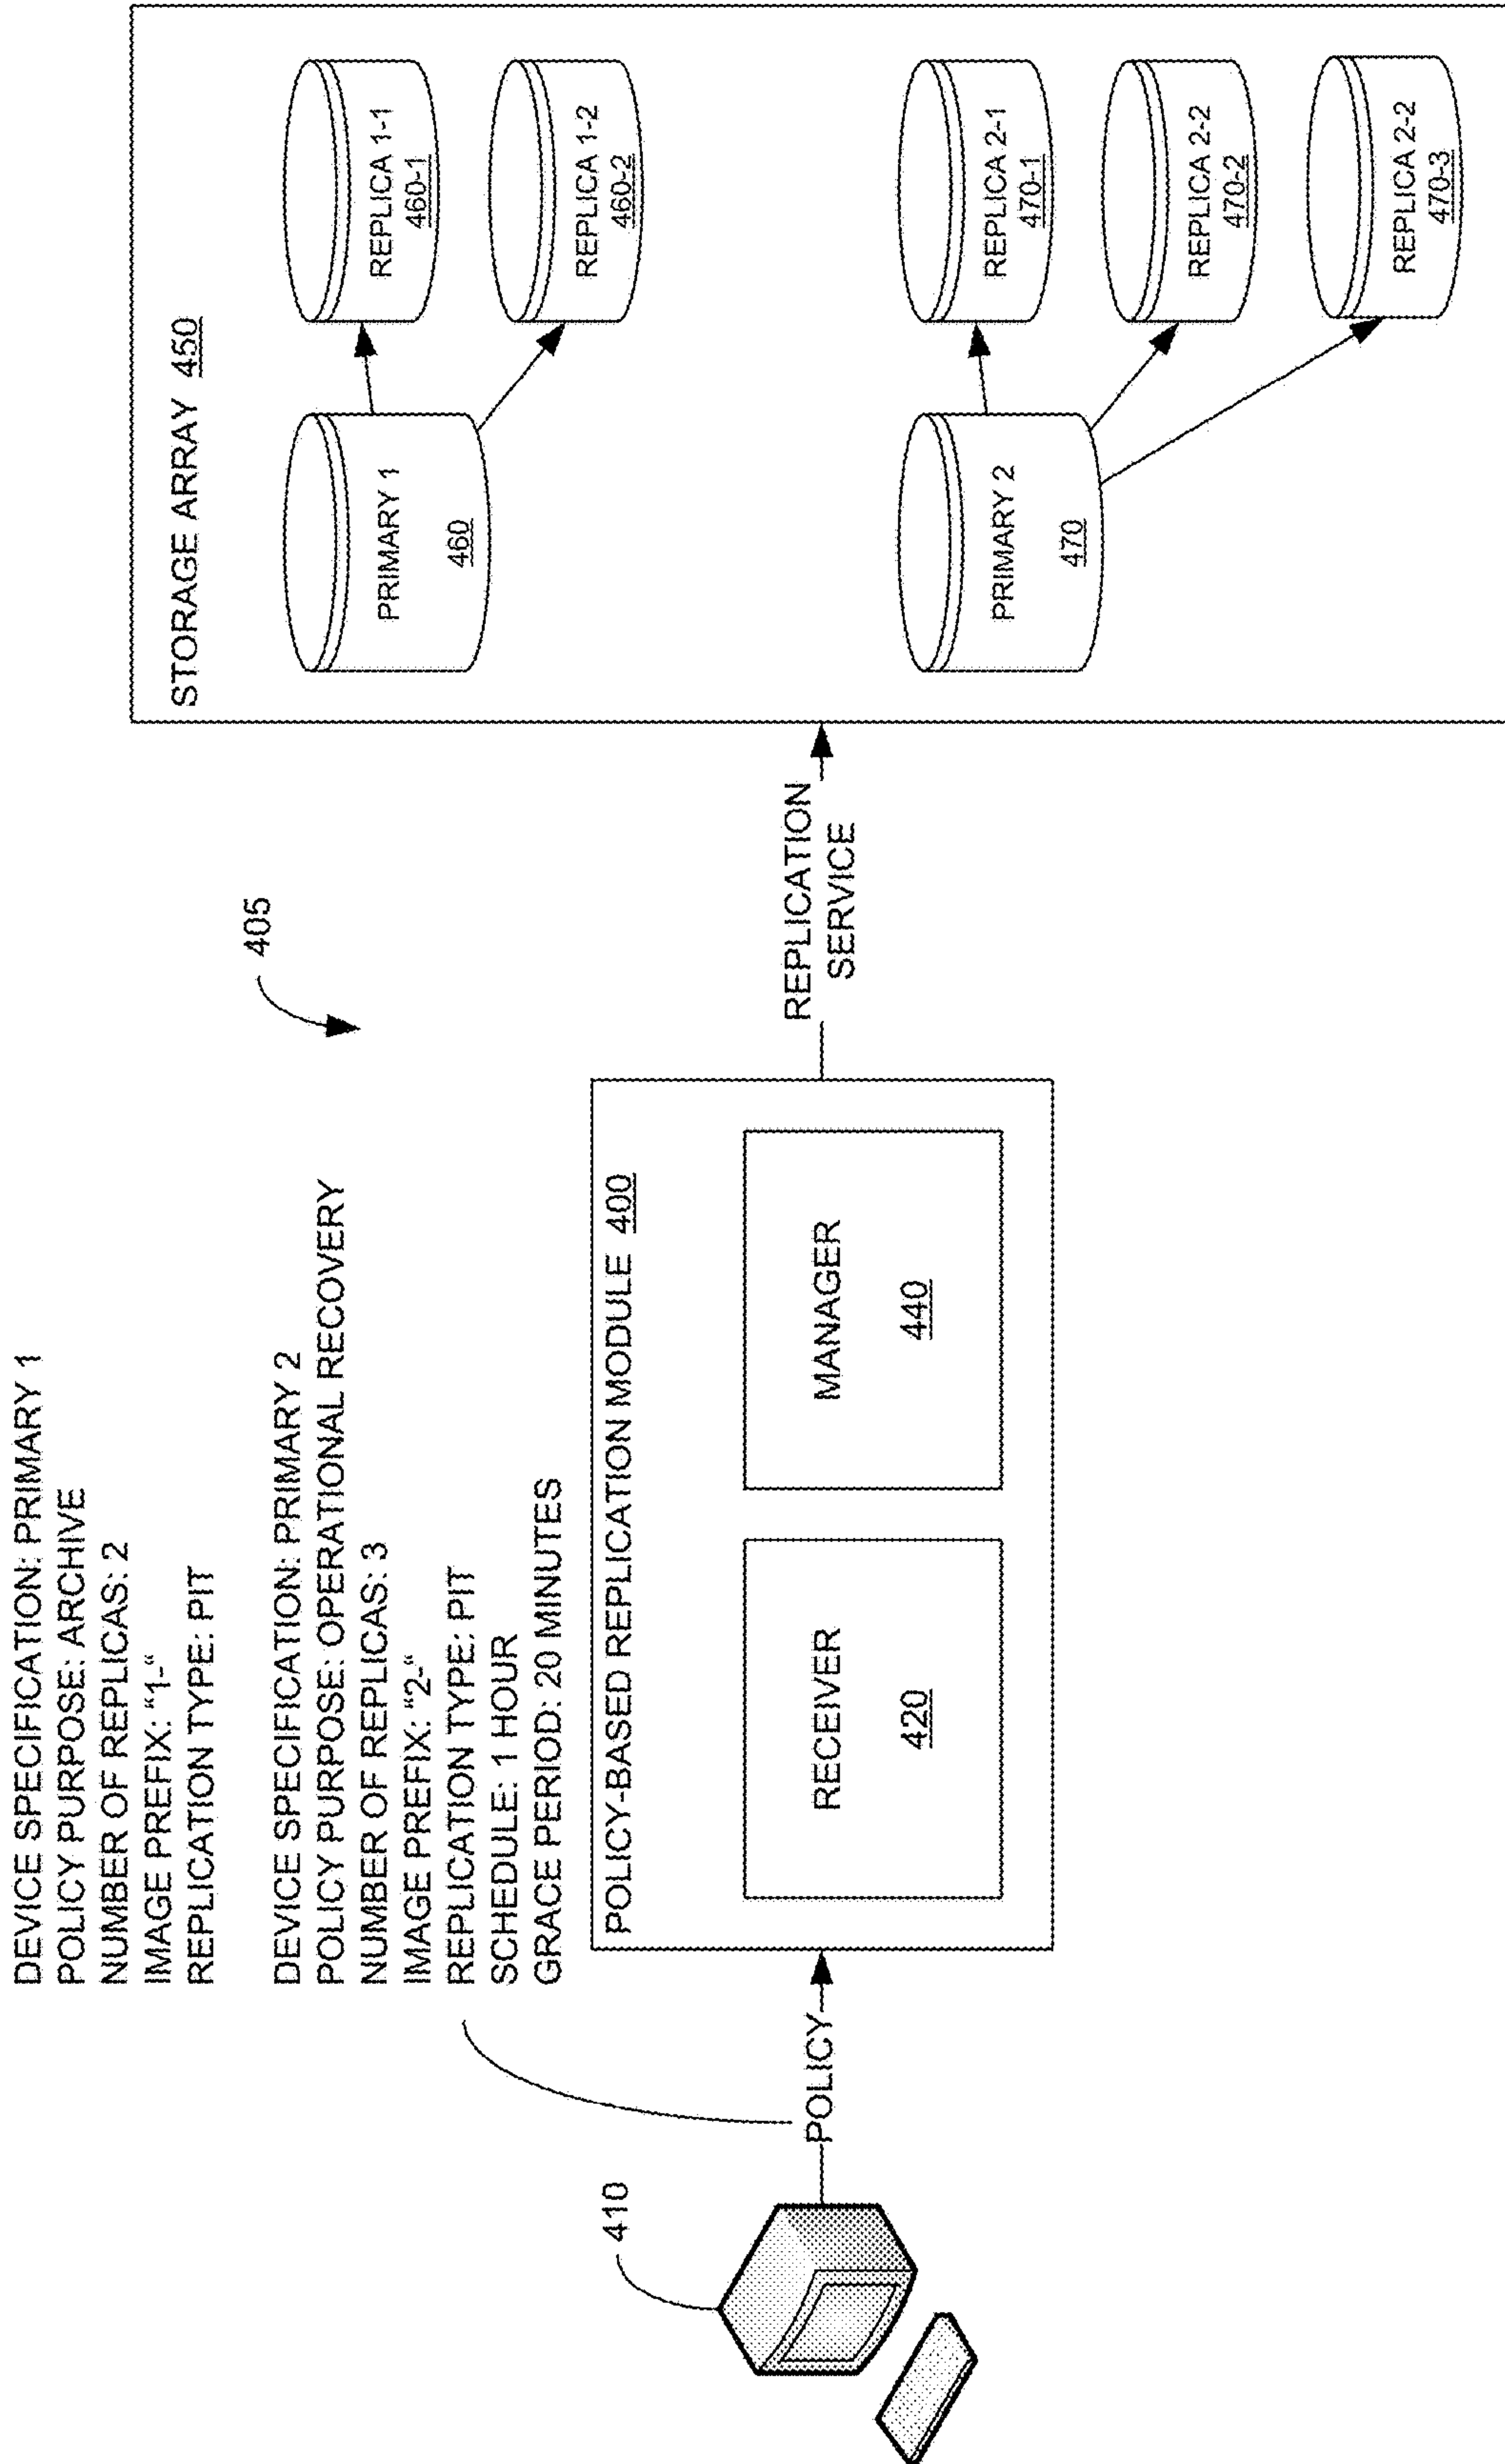 DEVICE SPECIFICATION: PRIMARY 1
POLICY PURPOSE: ARCHIVE
NUMBER OF REPLICAS: 2
IMAGE PREFIX: “1-“
REPLICATION TYPE: PIT
DEVICE SPECIFICATION: PRIMARY 2
POLICY PURPOSE: OPERATIONAL RECOVERY
NUMBER OF REPLICAS: 3
IMAGE PREFIX: “2-“
REPLICATION TYPE: PIT
SCHEDULE: 1 HOUR
GRACE PERIOD: 20 MINUTES
405
410
POLICY
POLICY-BASED REPLICATION MODULE 400
RECEIVER
420
MANAGER
440
REPLICATION
SERVICE
STORAGE ARRAY 450
PRIMARY 1
460
REPLICA 1-1
460-1
REPLICA 1-2
460-2
PRIMARY 2
470
REPLICA 2-1
470-1
REPLICA 2-2
470-2
REPLICA 2-2
470-3